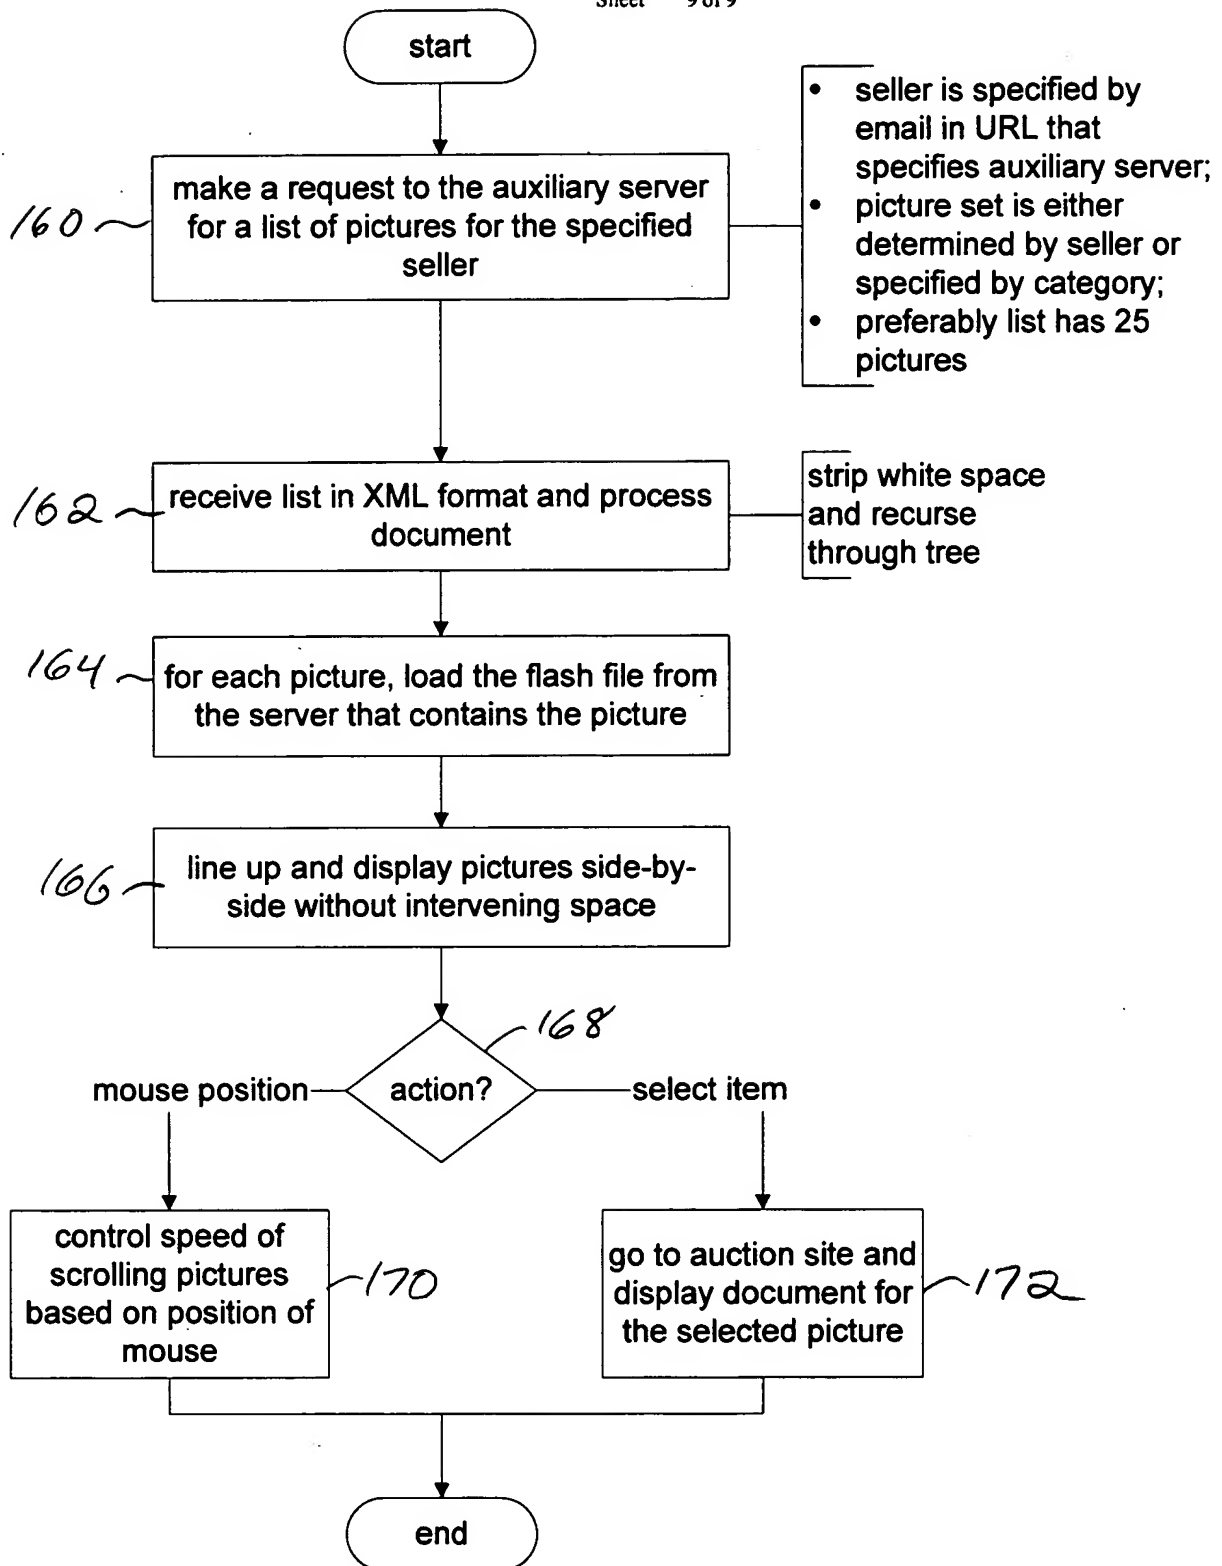 Sheet 9 of 9
start
• seller is specified by
email in URL that
specifies auxiliary server;
• picture set is either
determined by seller or
specified by category;
• preferably list has 25
pictures
160
make a request to the auxiliary server
for a list of pictures for the specified
seller
162
receive list in XML format and process
document
strip white space
and recurse
through tree
164
for each picture, load the flash file from
the server that contains the picture
166
line up and display pictures side-by-
side without intervening space
168
mouse position
action?
select item
control speed of
scrolling pictures
based on position of
mouse
170
go to auction site and
display document for
the selected picture
172
end